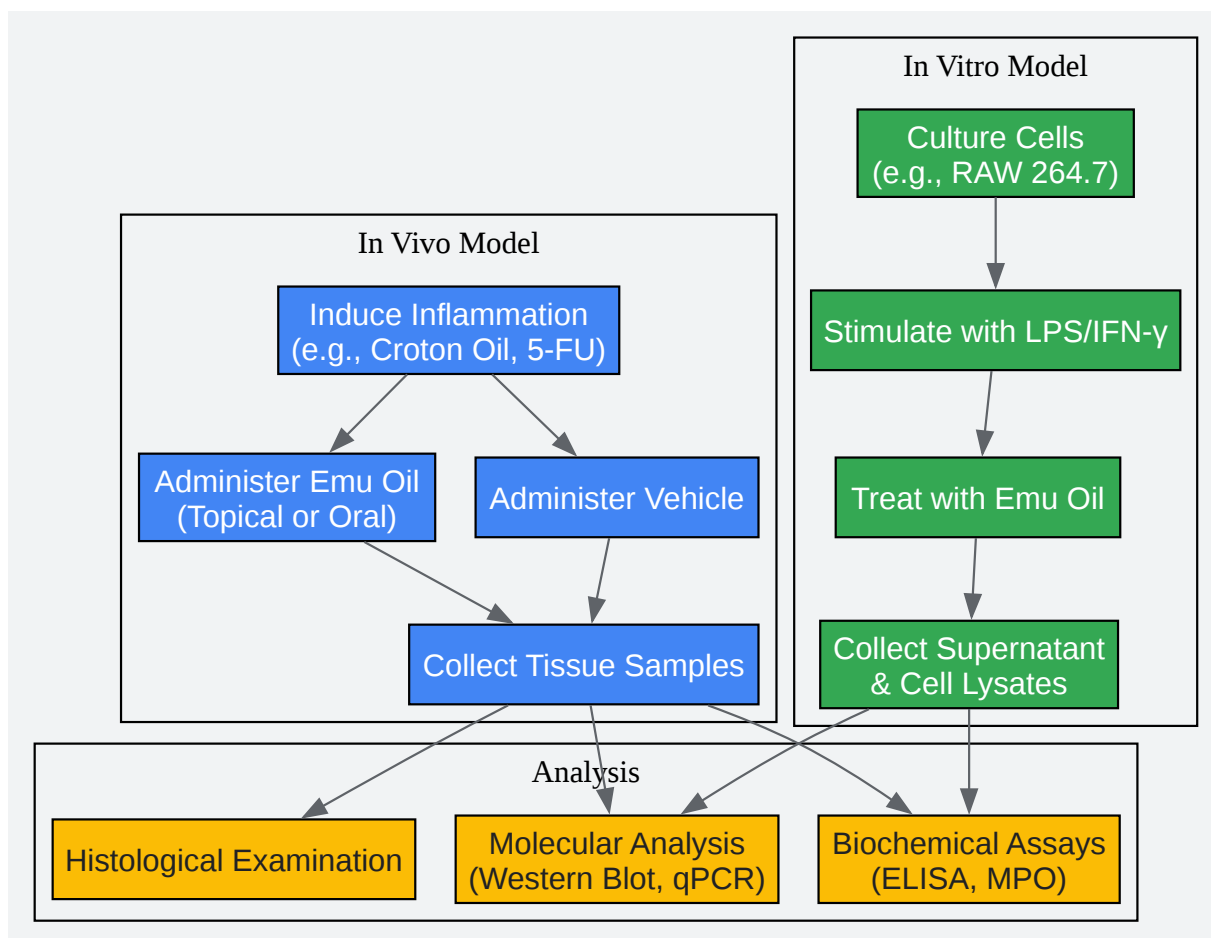 In Vitro Model
Culture Cells
(e.g., RAW 264.7)
Stimulate with LPS/IFN-γ
Treat with Emu Oil
Collect Supernatant
& Cell Lysates
In Vivo Model
Induce Inflammation
(e.g., Croton Oil, 5-FU)
Administer Emu Oil
(Topical or Oral)
Administer Vehicle
Collect Tissue Samples
Analysis
Histological Examination
Molecular Analysis
(Western Blot, qPCR)
Biochemical Assays
(ELISA, MPO)